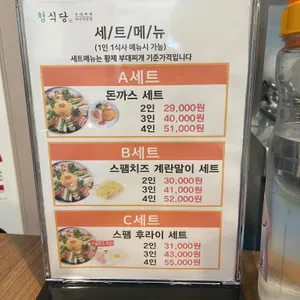 청식당
세/트/메/뉴
(1인 1식사 메뉴시 가능)
세트메뉴는 황제 부대찌개 기준가격입니다
A세트
돈까스 세트
2인 29,000원
3인 40,000원
4인 51,000원
B세트
스팸치즈 계란말이 세트
2인 30,000원
3인 41,000원
4인 52,000원
C세트
스팸 후라이 세트
2인 31,000원
3인 43,000원
4인 55,000원